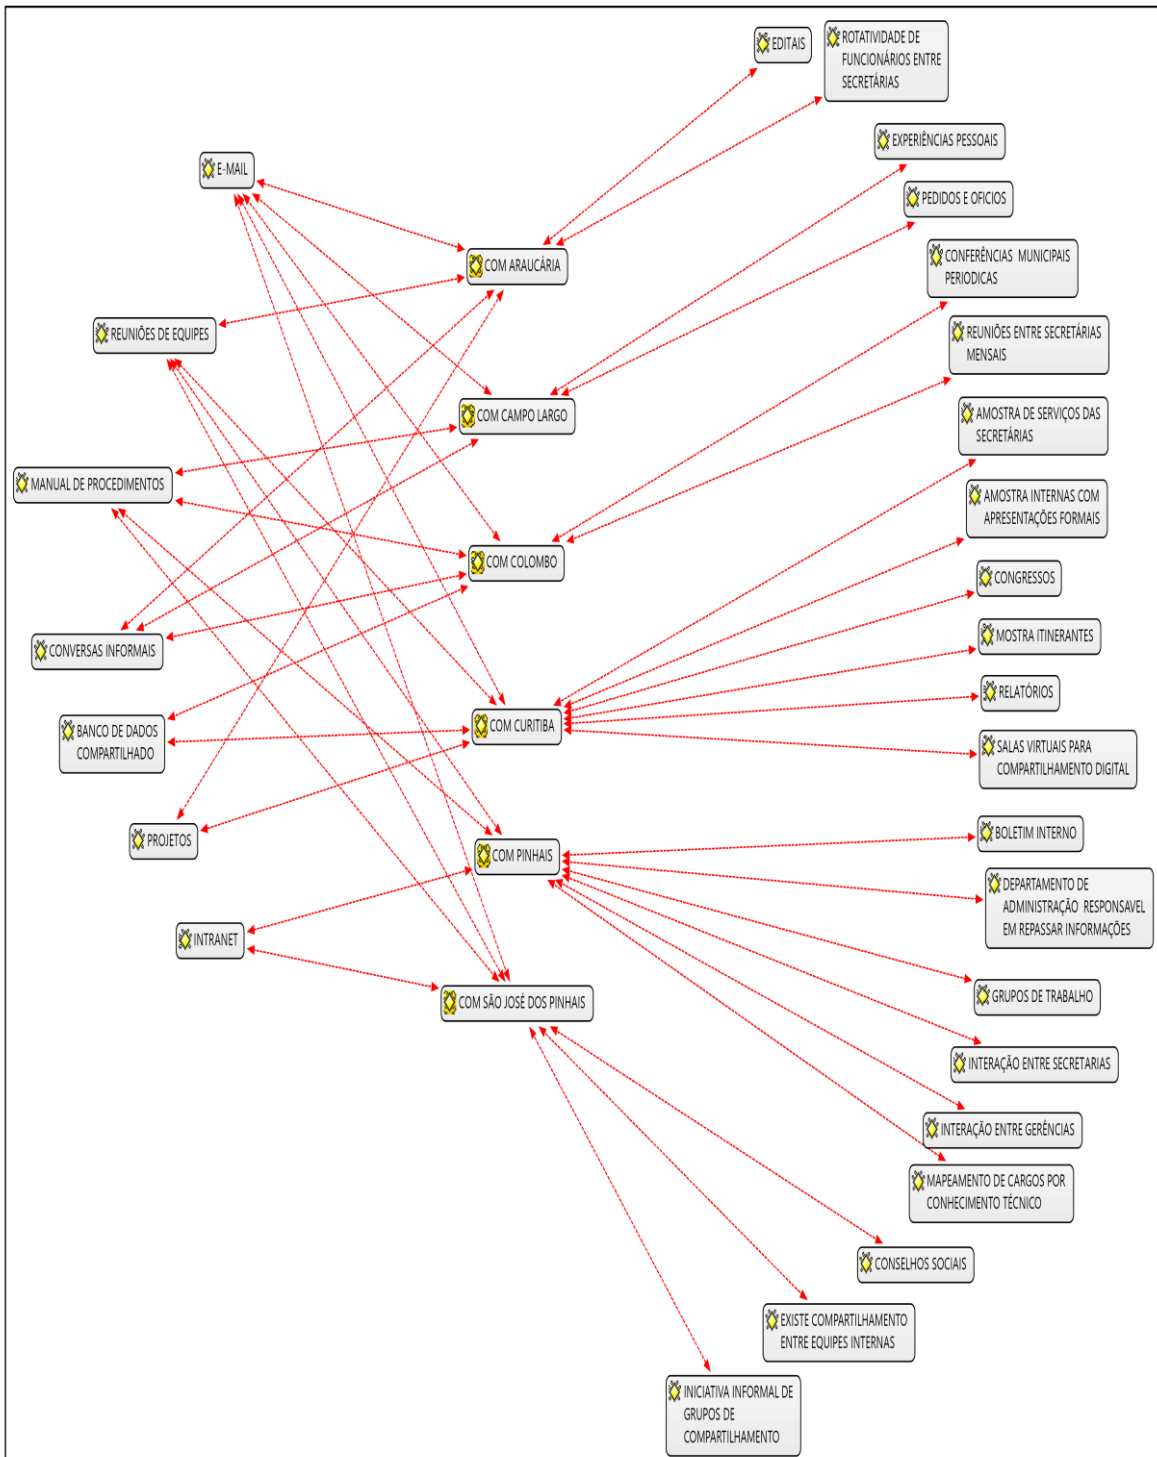 EDITAIS
ROTATIVIDADE DE
FUNCIONÁRIOS ENTRE
SECRETÁRIAS
EXPERIÊNCIAS PESSOAIS
E-MAIL
PEDIDOS E OFICIOS
COM ARAUCÁRIA
CONFERÊNCIAS MUNICIPAIS
PERIODICAS
REUNIÕES DE EQUIPES
REUNIÕES ENTRE SECRETÁRIAS
MENSAIS
COM CAMPO LARGO
AMOSTRA DE SERVIÇOS DAS
SECRETÁRIAS
MANUAL DE PROCEDIMENTOS
AMOSTRA INTERNAS COM
APRESENTAÇÕES FORMAIS
COM COLOMBO
CONGRESSOS
CONVERSAS INFORMAIS
MOSTRA ITINERANTES
RELATÓRIOS
BANCO DE DADOS
COMPARTILHADO
COM CURITIBA
SALAS VIRTUAIS PARA
COMPARTILHAMENTO DIGITAL
PROJETOS
BOLETIM INTERNO
COM PINHAIS
DEPARTAMENTO DE
ADMINISTRAÇÃO RESPONSAVEL
EM REPASSAR INFORMAÇÕES
INTRANET
COM SÃO JOSÉ DOS PINHAIS
GRUPOS DE TRABALHO
INTERAÇÃO ENTRE SECRETARIAS
INTERAÇÃO ENTRE GERÊNCIAS
MAPEAMENTO DE CARGOS POR
CONHECIMENTO TÉCNICO
CONSELHOS SOCIAIS
EXISTE COMPARTILHAMENTO
ENTRE EQUIPES INTERNAS
INICIATIVA INFORMAL DE
GRUPOS DE
COMPARTILHAMENTO